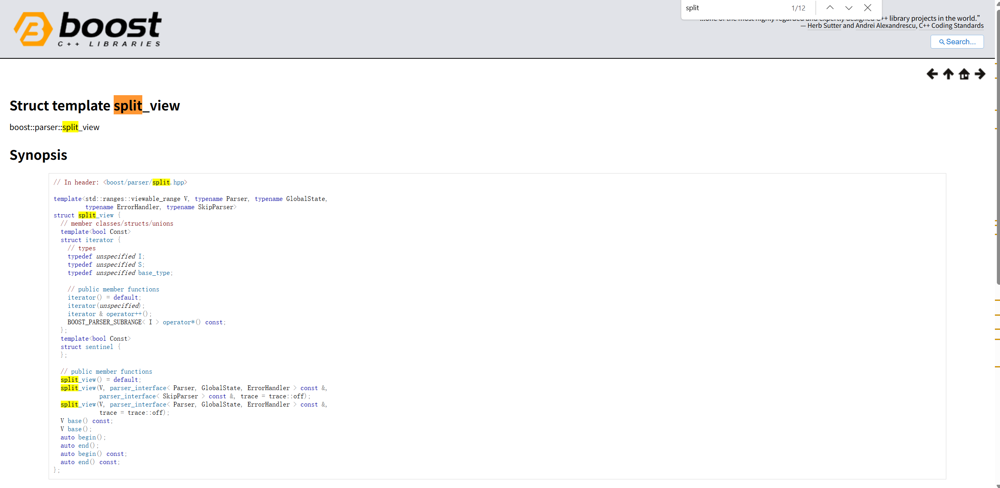 split 1/12
++ library projects in the world.”
— Herb Sutter and Andrei Alexandrescu, C++ Coding Standards
boost
C++ LIBRARIES
Search...
Struct template split_view
boost::parser::split_view
Synopsis
// In header: <boost/parser/split.hpp>
template<std::ranges::viewable_range V, typename Parser, typename GlobalState,
typename ErrorHandler, typename SkipParser>
struct split_view {
// member classes/structs/unions
template<bool Const>
struct iterator {
// types
typedef unspecified I;
typedef unspecified S;
typedef unspecified base_type;
// public member functions
iterator() = default;
iterator(unspecified);
iterator & operator++();
BOOST_PARSER_SUBRANGE< I > operator*() const;
};
template<bool Const>
struct sentinel {
};
// public member functions
split_view() = default;
split_view(V, parser_interface< Parser, GlobalState, ErrorHandler > const &,
parser_interface< SkipParser > const &, trace = trace::off);
split_view(V, parser_interface< Parser, GlobalState, ErrorHandler > const &,
trace = trace::off);
V base() const;
V base();
auto begin();
auto end();
auto begin() const;
auto end() const;
};